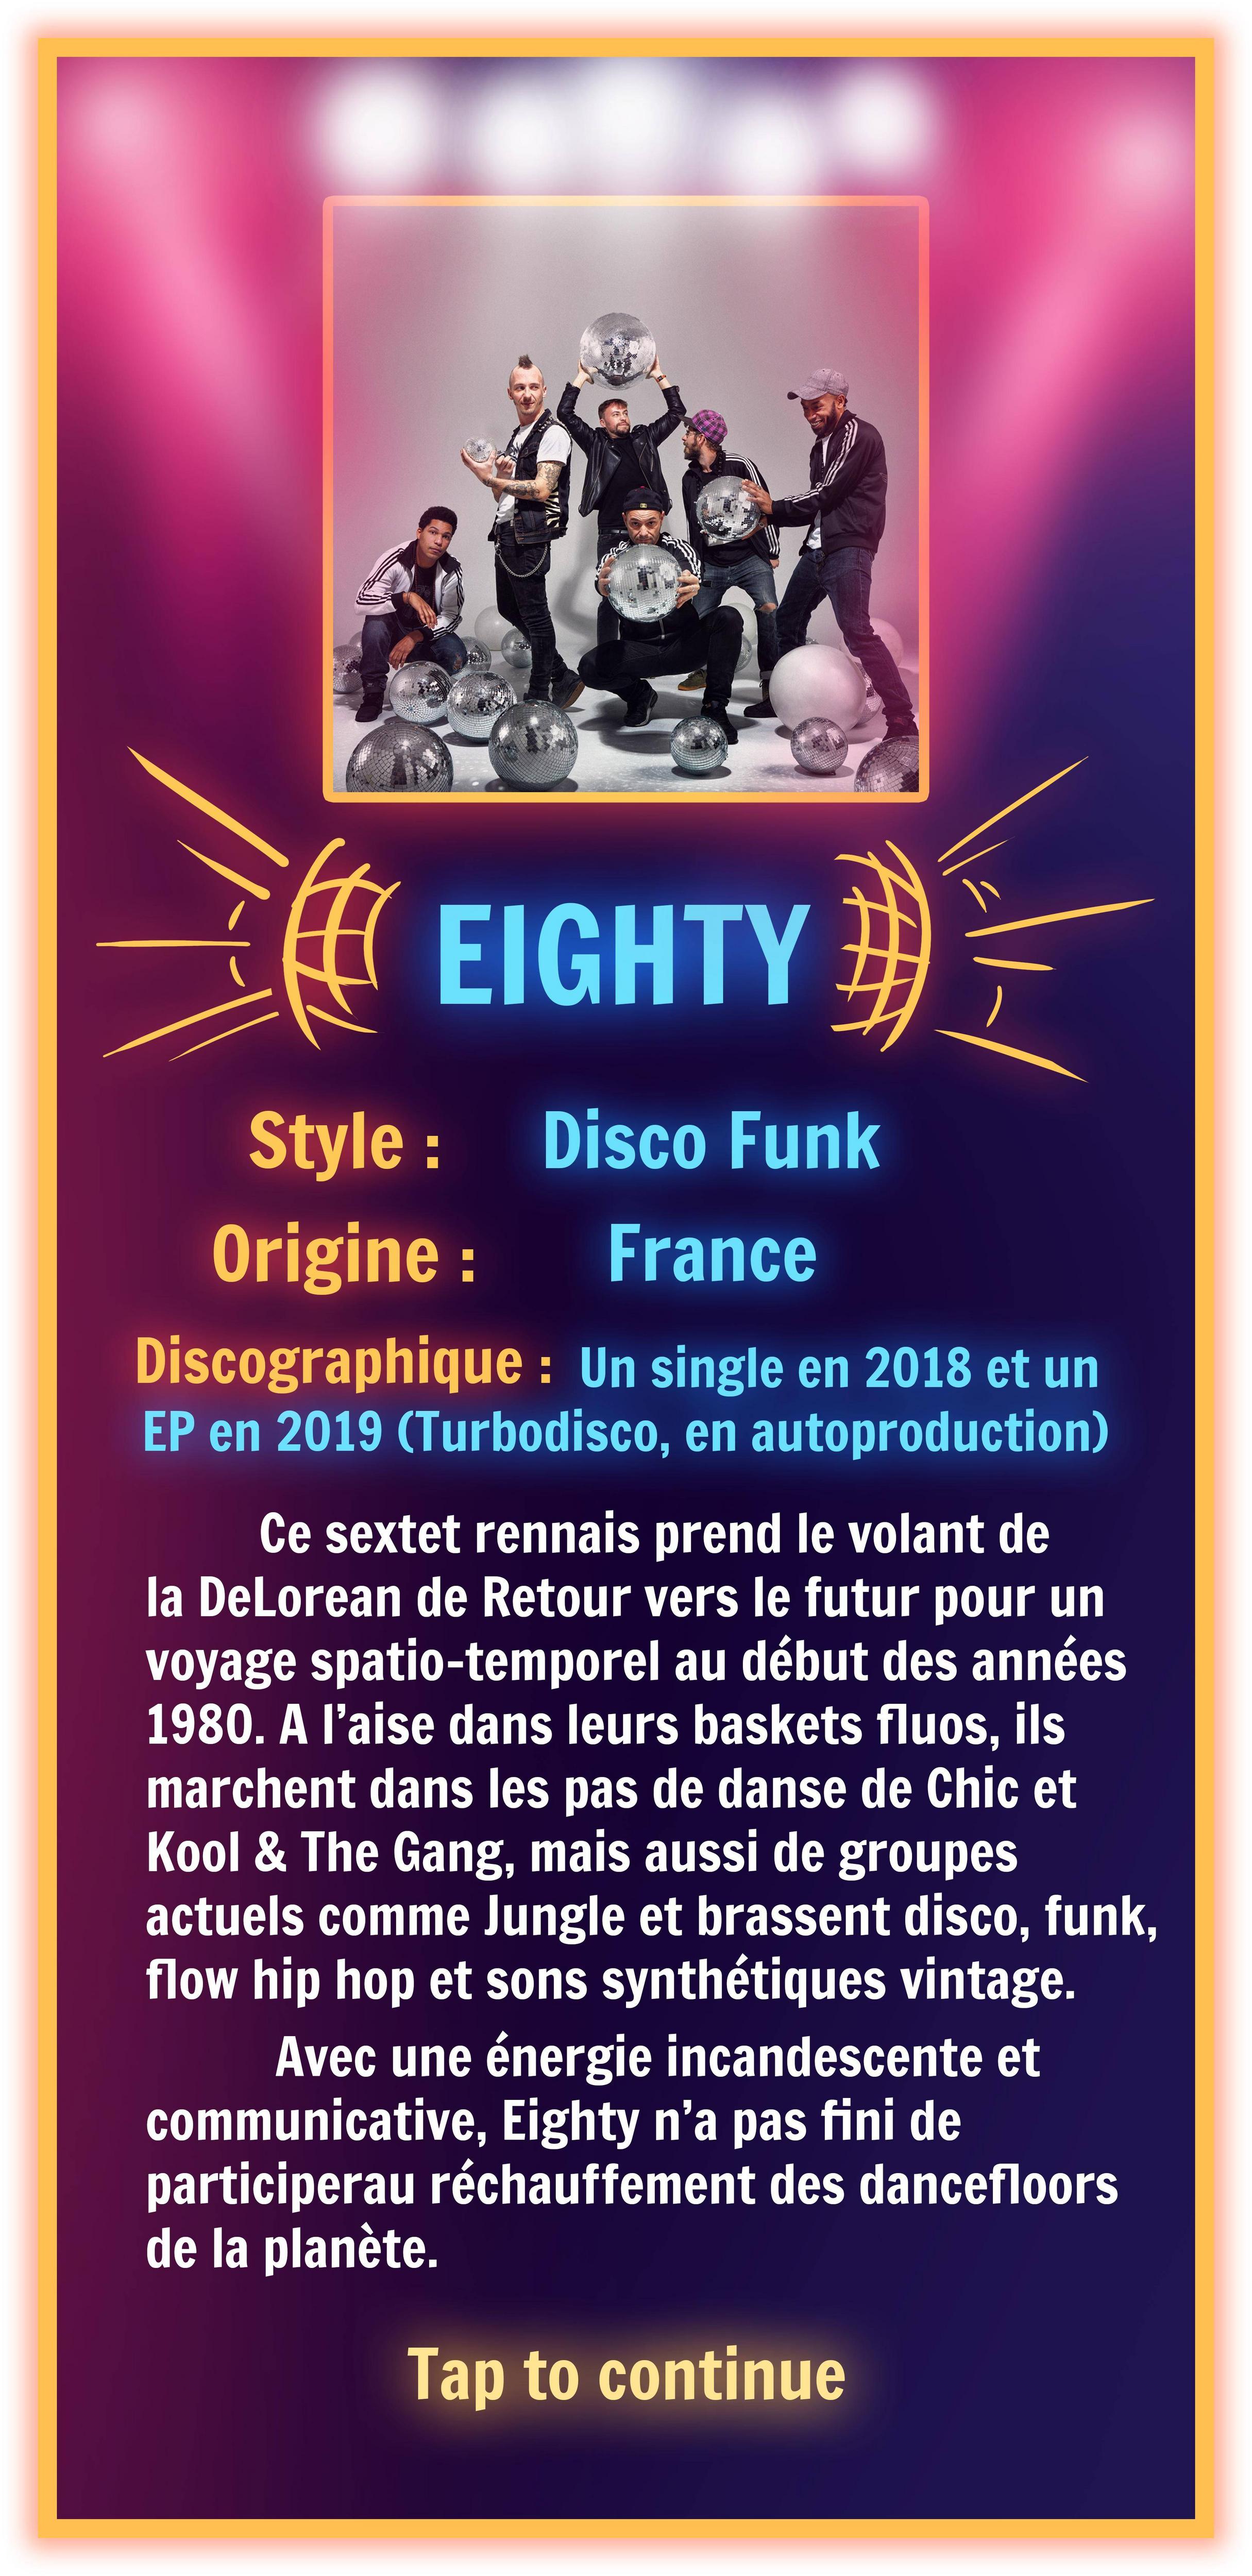 EIGHTY
Style : Disco Funk
Origine : France
Discographique : Un single en 2018 et un
EP en 2019 (Turbodisco, en autoproduction)
Ce sextet rennais prend le volant de
la DeLorean de Retour vers le futur pour un
voyage spatio-temporel au début des années
1980. A l’aise dans leurs baskets fluos, ils
marchent dans les pas de danse de Chic et
Kool & The Gang, mais aussi de groupes
actuels comme Jungle et brassent disco, funk,
flow hip hop et sons synthétiques vintage.
Avec une énergie incandescente et
communicative, Eighty n’a pas fini de
participerau réchauffement des dancefloors
de la planète.
Tap to continue